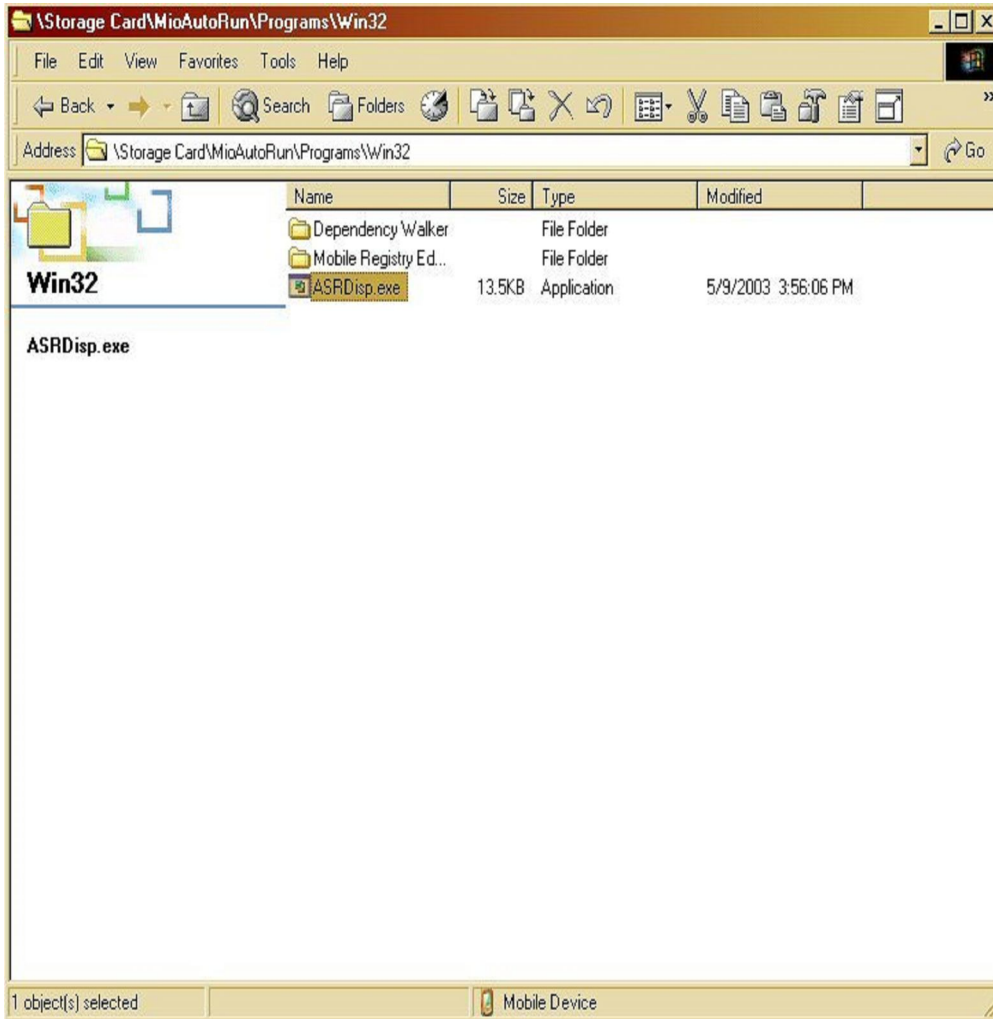 \Storage Card\MioAutoRun\Programs\Win32
File Edit View Favorites Tools Help
Back Search Folders »
Address \Storage Card\MioAutoRun\Programs\Win32 Go
Name Size Type Modified
Dependency Walker File Folder
Mobile Registry Ed... File Folder
ASRDisp.exe 13.5KB Application 5/9/2003 3:56:06 PM
Win32
ASRDisp.exe
1 object(s) selected Mobile Device